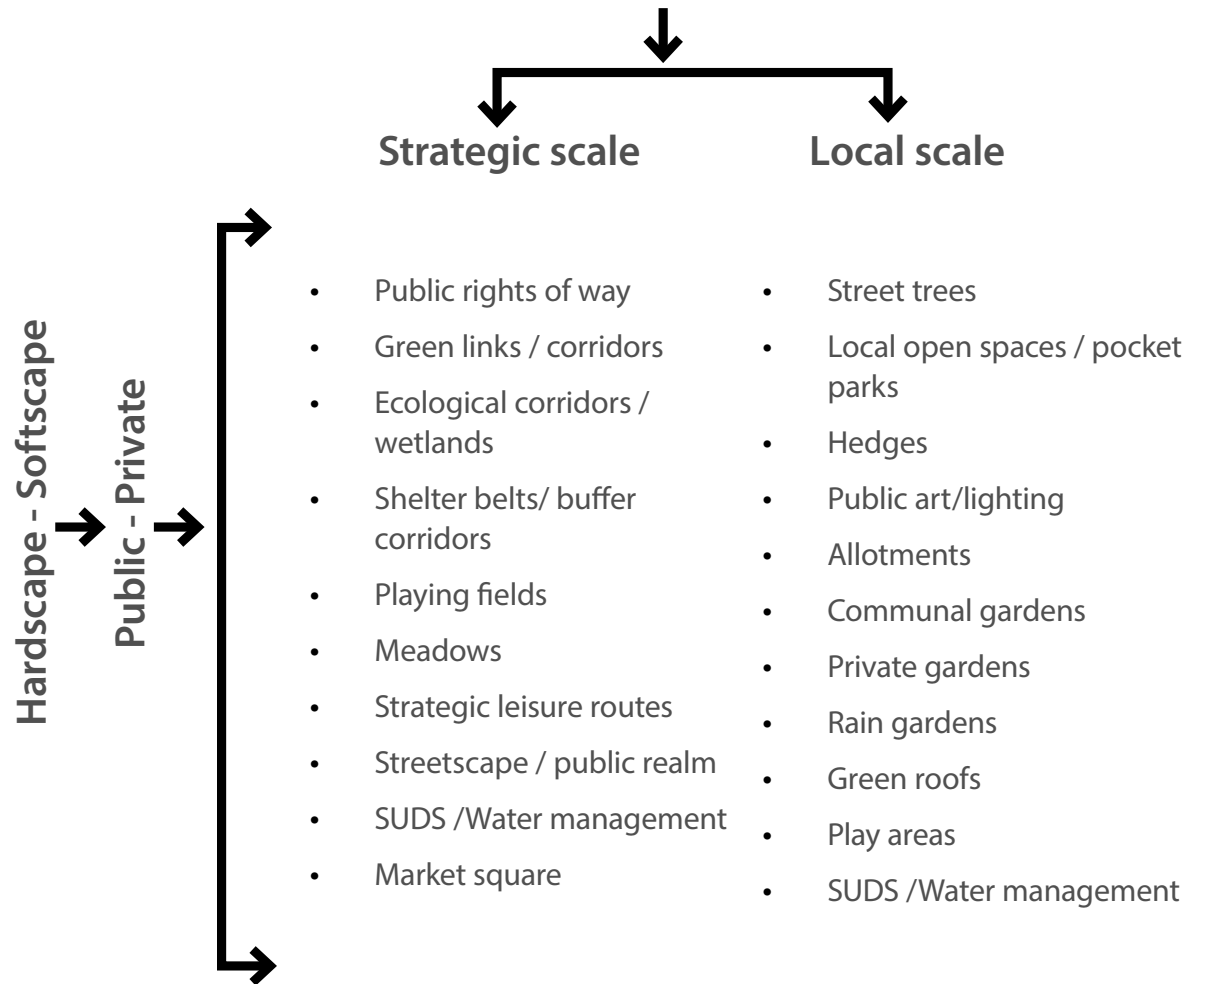 Strategic scale
Local scale
Hardscape - Softscape
Public - Private
• Public rights of way
• Green links / corridors
• Ecological corridors /
wetlands
• Shelter belts/ buffer
corridors
• Playing fields
• Meadows
• Strategic leisure routes
• Streetscape / public realm
• SUDS /Water management
• Market square
• Street trees
• Local open spaces / pocket
parks
• Hedges
• Public art/lighting
• Allotments
• Communal gardens
• Private gardens
• Rain gardens
• Green roofs
• Play areas
• SUDS /Water management